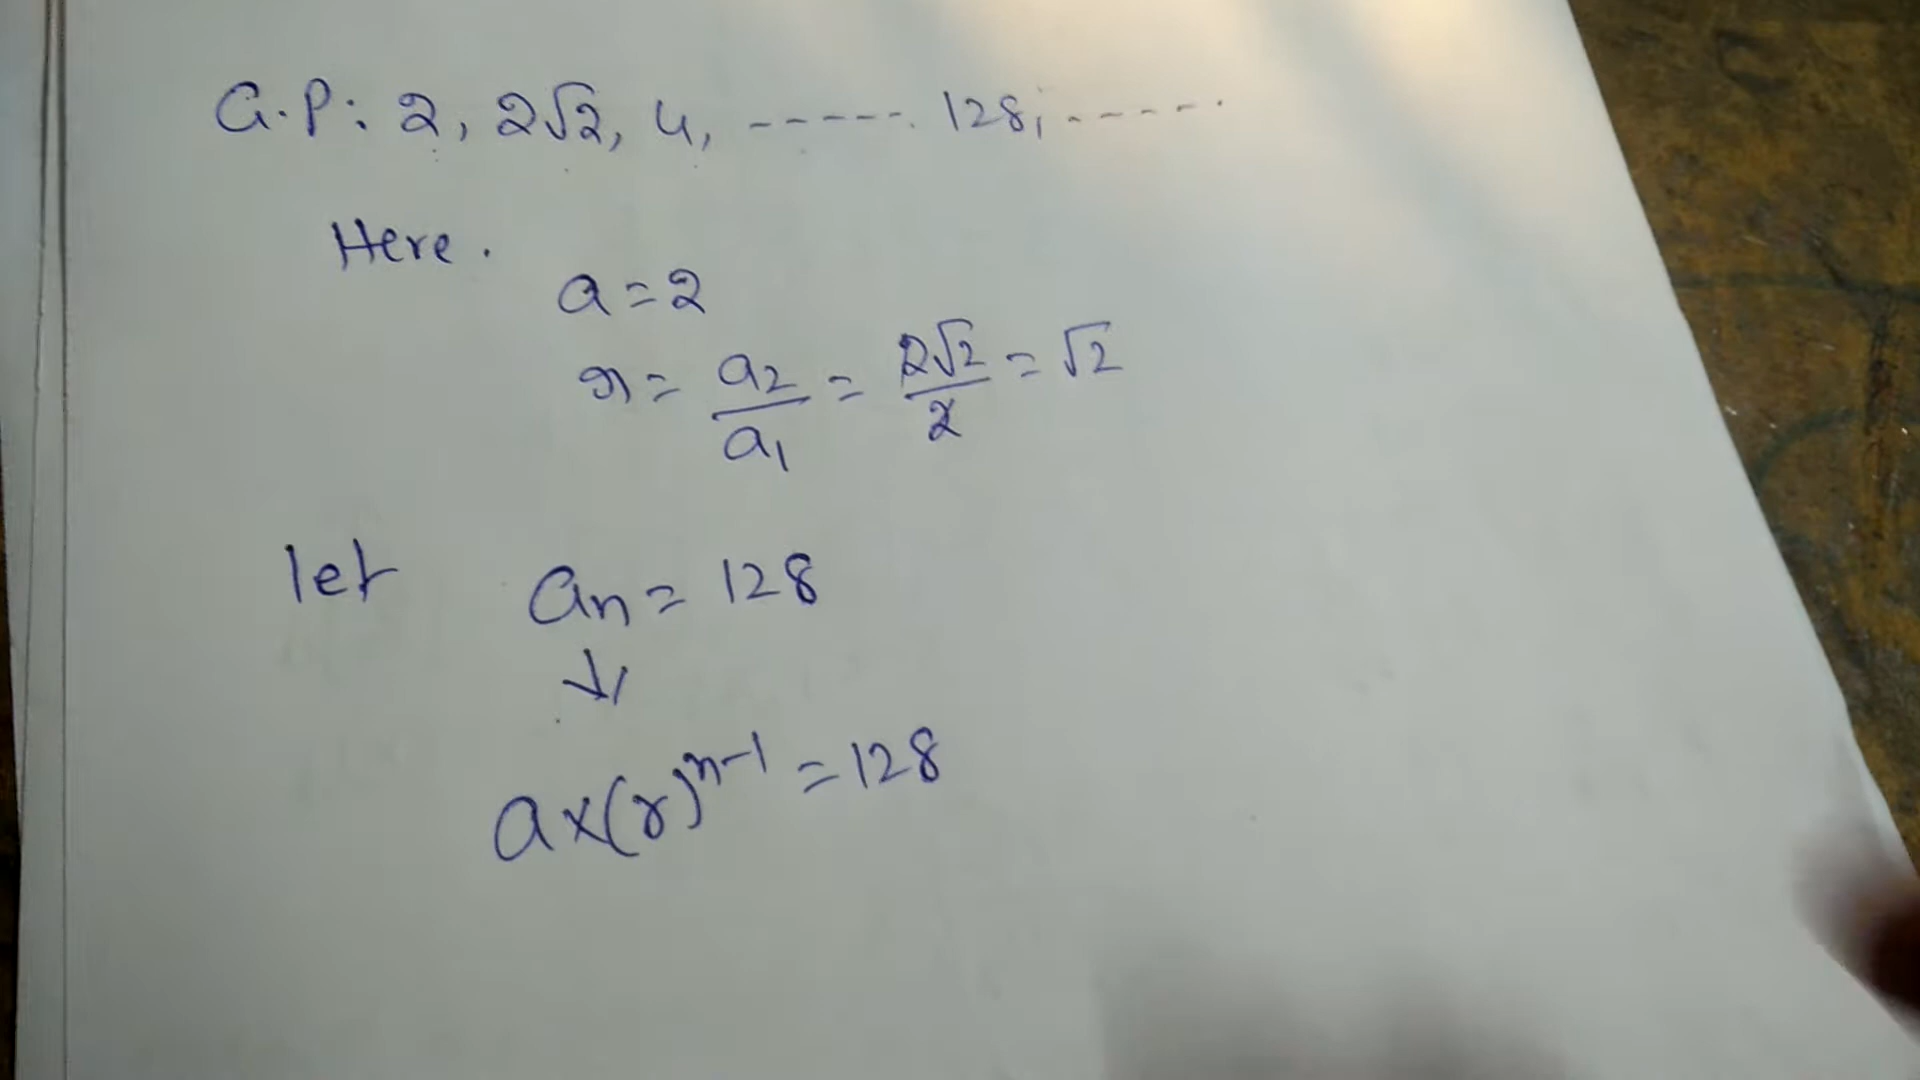 G.P: 2, 2√2, 4, ------ 128, -----
Here.
a = 2
r = a₂/a₁ = 2√2/2 = √2
let aₙ = 128
↓
a×(r)ⁿ⁻¹ = 128